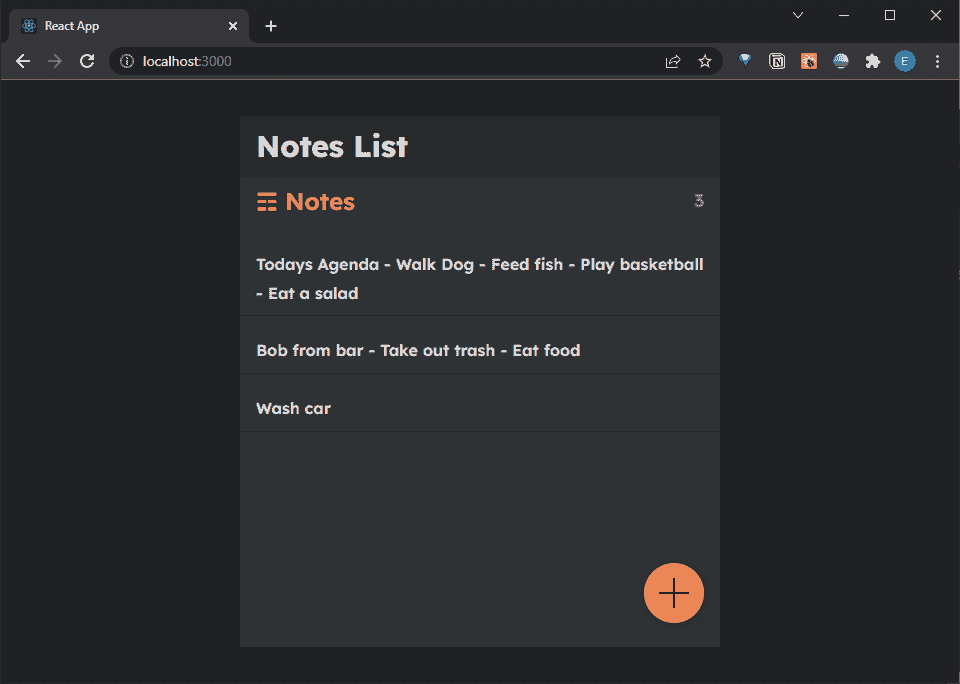 React App
localhost:3000
N
E
Notes List
Notes
3
Todays Agenda - Walk Dog - Feed fish - Play basketball
- Eat a salad
Bob from bar - Take out trash - Eat food
Wash car